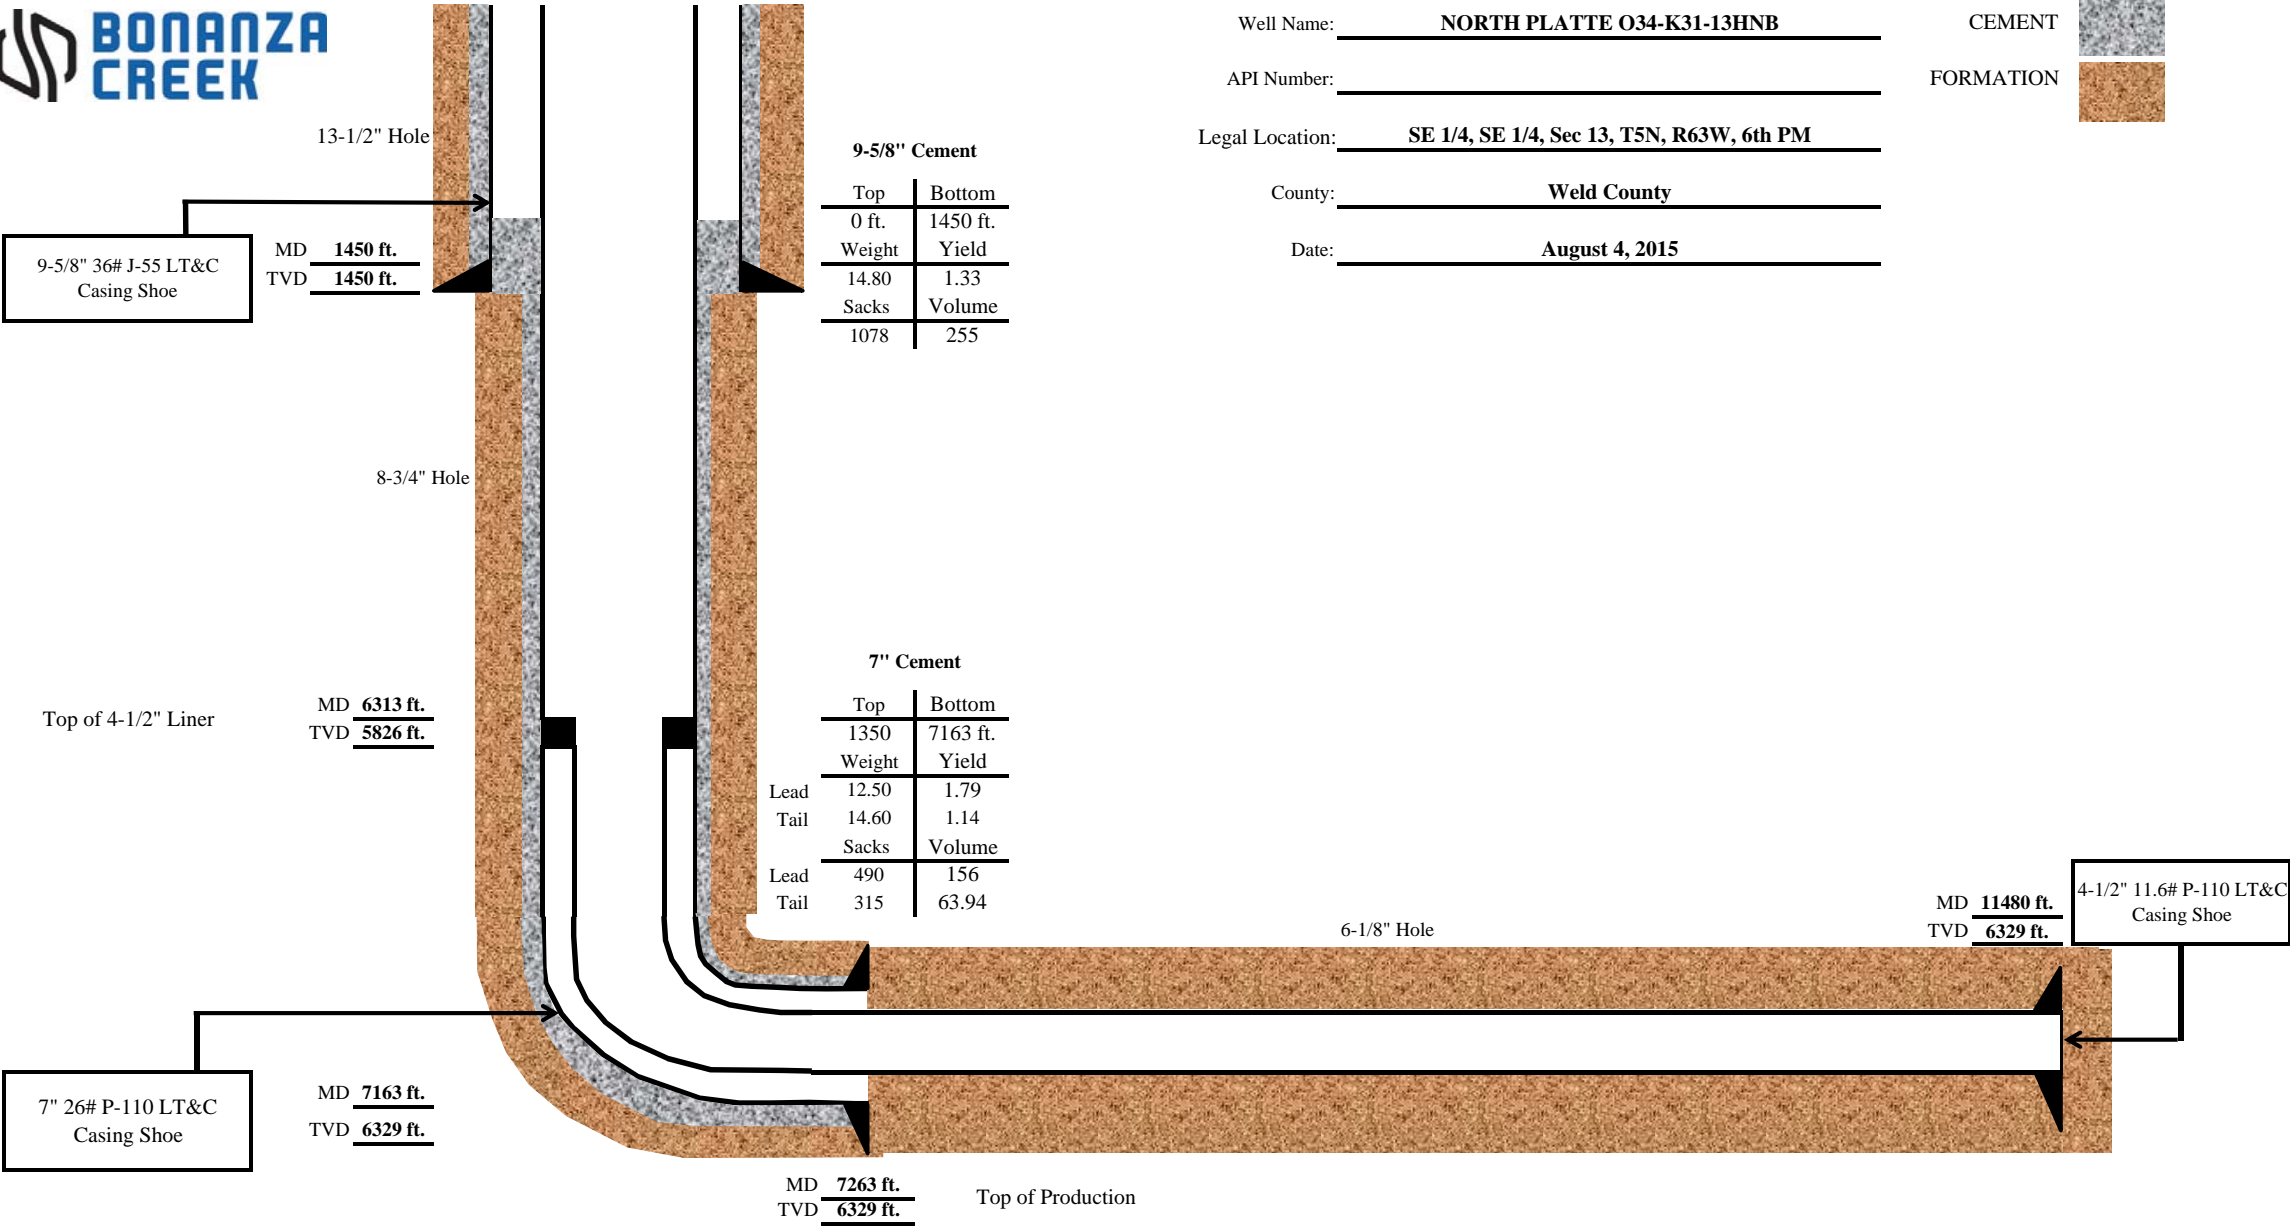 BONANZA
CREEK
Well Name: NORTH PLATTE O34-K31-13HNB
API Number:
Legal Location: SE 1/4, SE 1/4, Sec 13, T5N, R63W, 6th PM
County: Weld County
Date: August 4, 2015
CEMENT
FORMATION
13-1/2" Hole
9-5/8" 36# J-55 LT&C
Casing Shoe
MD 1450 ft.
TVD 1450 ft.
9-5/8" Cement
Top Bottom
0 ft. 1450 ft.
Weight Yield
14.80 1.33
Sacks Volume
1078 255
8-3/4" Hole
Top of 4-1/2" Liner
MD 6313 ft.
TVD 5826 ft.
7" Cement
Top Bottom
1350 7163 ft.
Weight Yield
Lead 12.50 1.79
Tail 14.60 1.14
Sacks Volume
Lead 490 156
Tail 315 63.94
6-1/8" Hole
MD 11480 ft.
TVD 6329 ft.
4-1/2" 11.6# P-110 LT&C
Casing Shoe
7" 26# P-110 LT&C
Casing Shoe
MD 7163 ft.
TVD 6329 ft.
MD 7263 ft.
TVD 6329 ft.
Top of Production